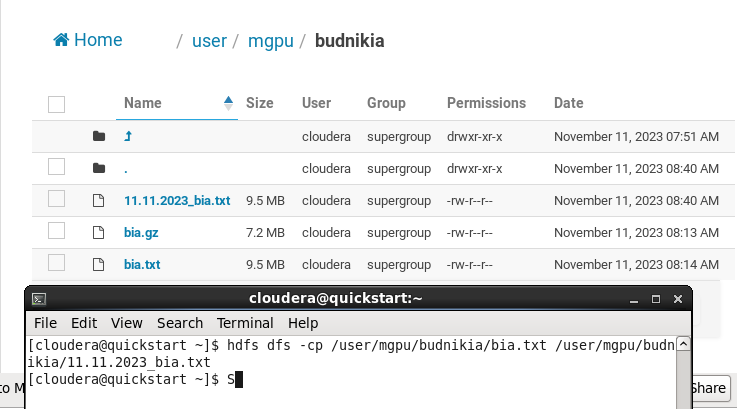 Home / user / mgpu / budnikia
Name Size User Group Permissions Date
cloudera supergroup drwxr-xr-x November 11, 2023 07:51 AM
. cloudera supergroup drwxr-xr-x November 11, 2023 08:40 AM
11.11.2023_bia.txt 9.5 MB cloudera supergroup -rw-r--r-- November 11, 2023 08:40 AM
bia.gz 7.2 MB cloudera supergroup -rw-r--r-- November 11, 2023 08:13 AM
bia.txt 9.5 MB cloudera supergroup -rw-r--r-- November 11, 2023 08:14 AM
cloudera@quickstart:~
File Edit View Search Terminal Help
[cloudera@quickstart ~]$ hdfs dfs -cp /user/mgpu/budnikia/bia.txt /user/mgpu/budn
ikia/11.11.2023_bia.txt
[cloudera@quickstart ~]$ S
to M
Share